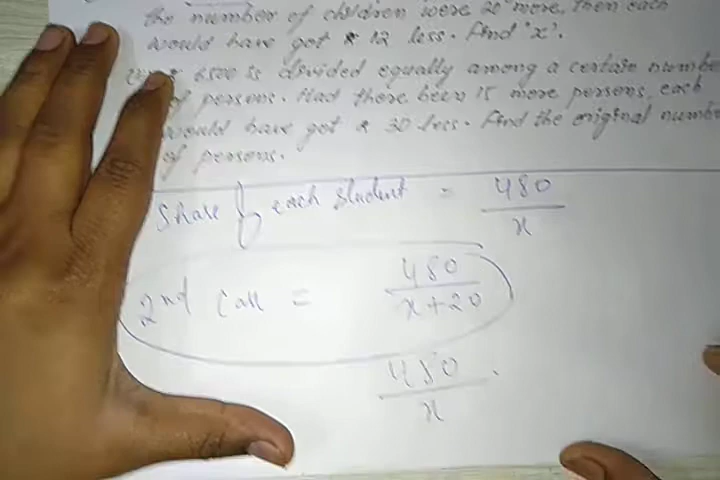 the number of children were 20 more, then each
would have got ₹ 12 less. Find 'x'.
6500 is divided equally among a certain numbe
of persons. Had there been 15 more persons, each
would have got ₹ 30 less. Find the original numbe
of persons.
Share of each student = 480/x
2nd case = 480/x+20
480/x